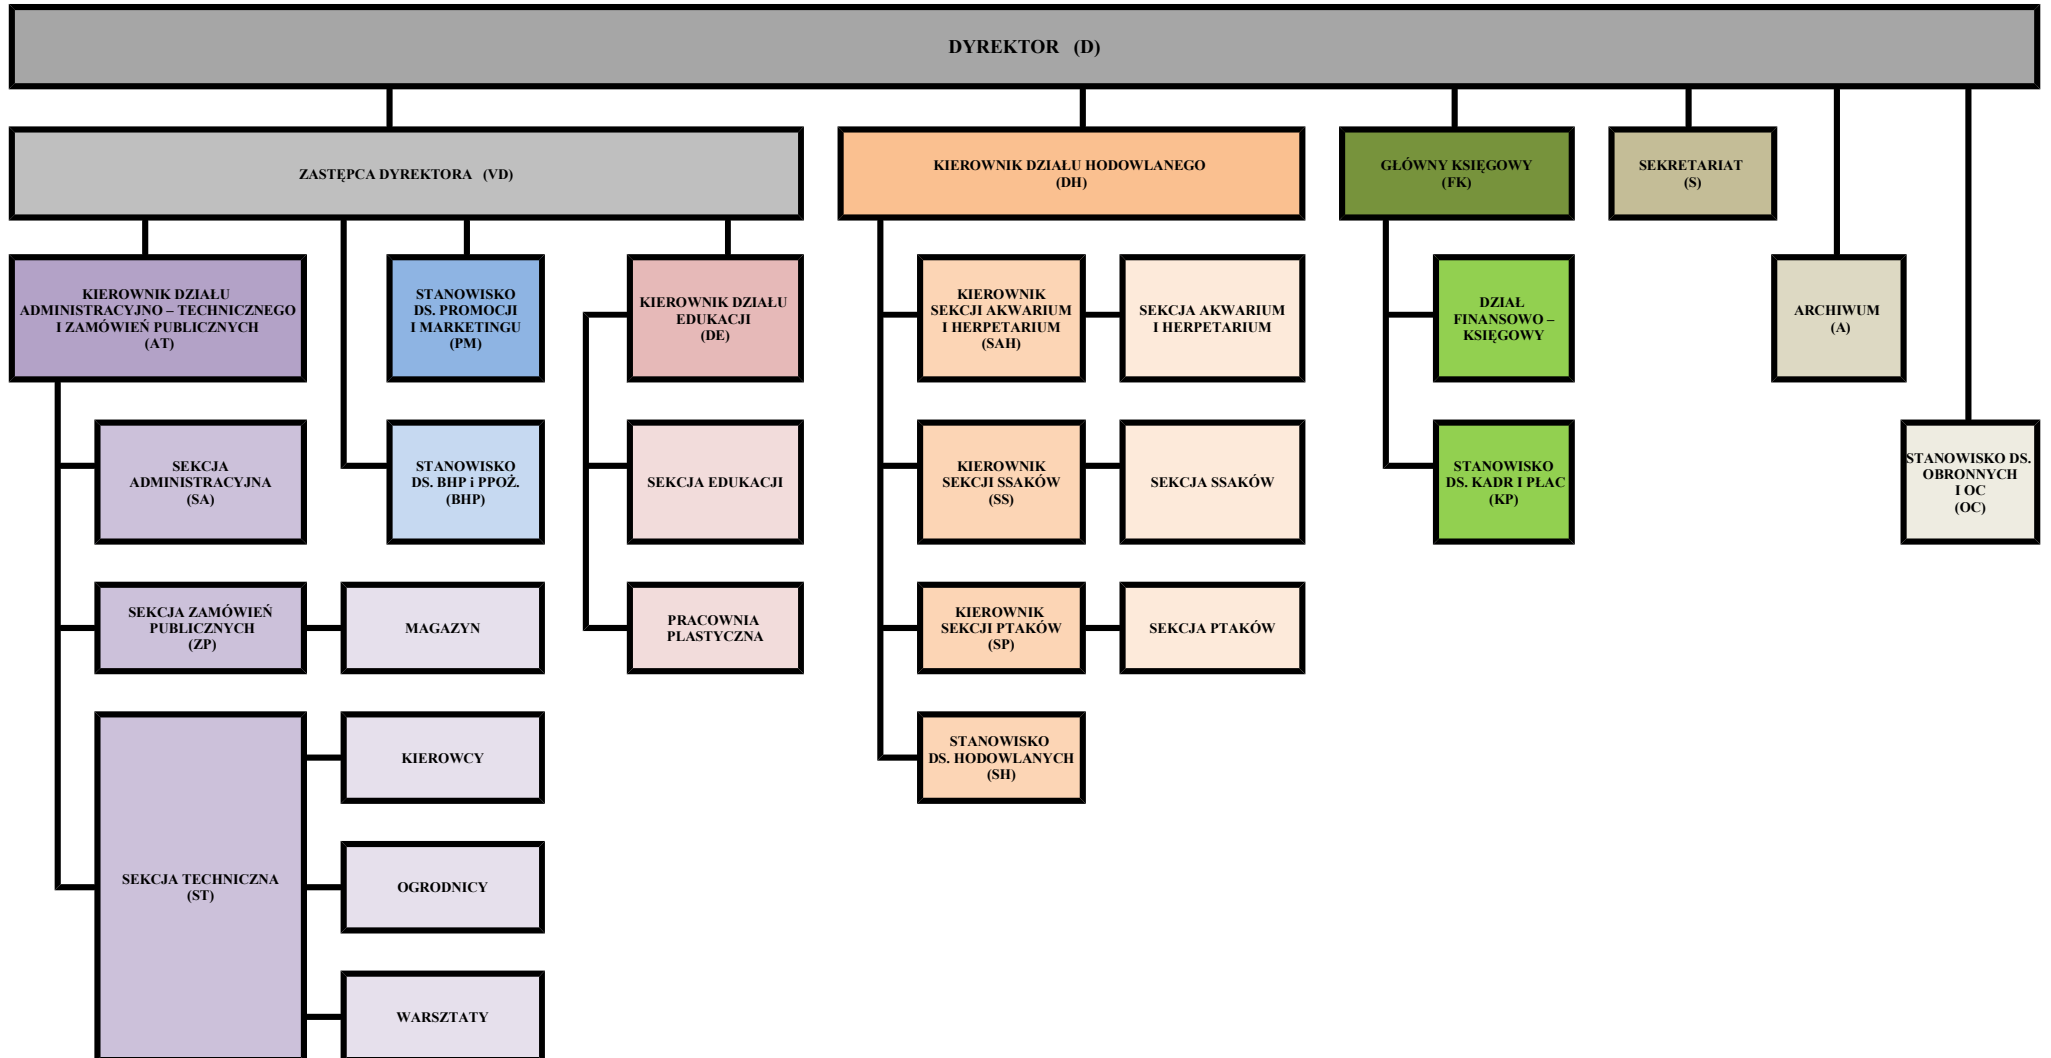 DYREKTOR (D)
ZASTĘPCA DYREKTORA (VD)
KIEROWNIK DZIAŁU HODOWLANEGO
(DH)
GŁÓWNY KSIĘGOWY
(FK)
SEKRETARIAT
(S)
KIEROWNIK DZIAŁU
ADMINISTRACYJNO – TECHNICZNEGO
I ZAMÓWIEŃ PUBLICZNYCH
(AT)
STANOWISKO
DS. PROMOCJI
I MARKETINGU
(PM)
KIEROWNIK DZIAŁU
EDUKACJI
(DE)
KIEROWNIK
SEKCJI AKWARIUM
I HERPETARIUM
(SAH)
SEKCJA AKWARIUM
I HERPETARIUM
DZIAŁ
FINANSOWO –
KSIĘGOWY
ARCHIWUM
(A)
SEKCJA
ADMINISTRACYJNA
(SA)
STANOWISKO
DS. BHP i PPOŻ.
(BHP)
SEKCJA EDUKACJI
KIEROWNIK
SEKCJI SSAKÓW
(SS)
SEKCJA SSAKÓW
STANOWISKO
DS. KADR I PŁAC
(KP)
STANOWISKO DS.
OBRONNYCH
I OC
(OC)
SEKCJA ZAMÓWIEŃ
PUBLICZNYCH
(ZP)
MAGAZYN
PRACOWNIA
PLASTYCZNA
KIEROWNIK
SEKCJI PTAKÓW
(SP)
SEKCJA PTAKÓW
KIEROWCY
STANOWISKO
DS. HODOWLANYCH
(SH)
SEKCJA TECHNICZNA
(ST)
OGRODNICY
WARSZTATY